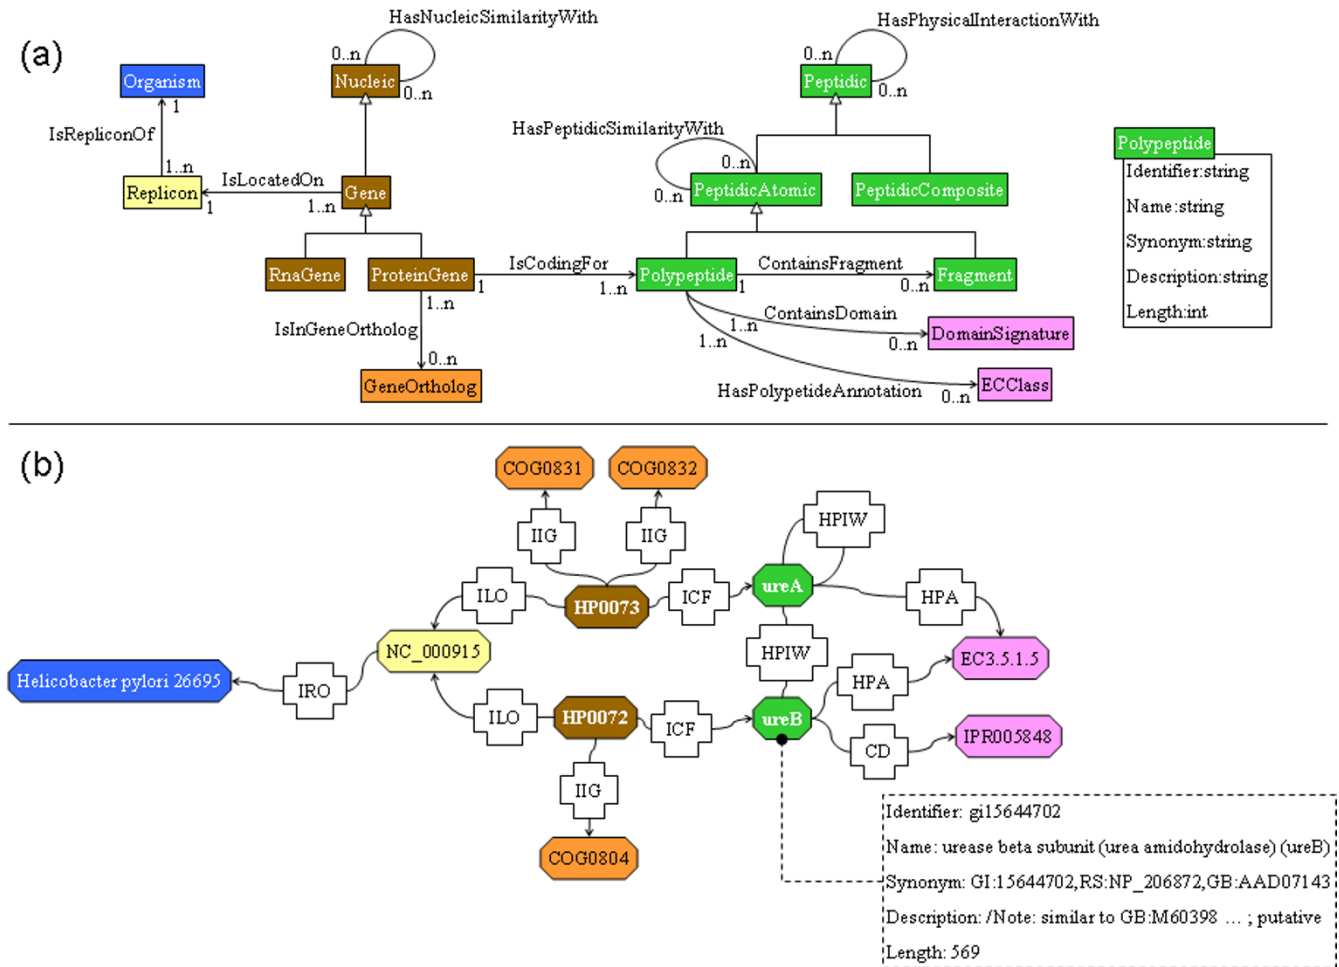 (a)
HasNucleicSimilarityWith
0..n
0..n
Nucleic
Organism
1
IsRepliconOf
1..n
Replicon
1
IsLocatedOn
1..n
Gene
RnaGene
ProteinGene
1
IsCodingFor
1..n
1..n
IsInGeneOrtholog
0..n
GeneOrtholog
HasPhysicalInteractionWith
0..n
0..n
Peptidic
HasPeptidicSimilarityWith
0..n
0..n
PeptidicAtomic
PeptidicComposite
Polypeptide
1
ContainsFragment
0..n
Fragment
ContainsDomain
1..n
0..n
DomainSignature
1..n
HasPolypetideAnnotation
0..n
ECClass
Polypeptide
Identifier:string
Name:string
Synonym:string
Description:string
Length:int
(b)
COG0831
COG0832
IIG
IIG
HPIW
ILO
HP0073
ICF
ureA
HPA
NC_000915
HPIW
EC3.5.1.5
Helicobacter pylori 26695
IRO
HPA
ILO
HP0072
ICF
ureB
CD
IPR005848
IIG
COG0804
Identifier: gi15644702
Name: urease beta subunit (urea amidohydrolase) (ureB)
Synonym: GI:15644702,RS:NP_206872,GB:AAD07143
Description: /Note: similar to GB:M60398 ... ; putative
Length: 569